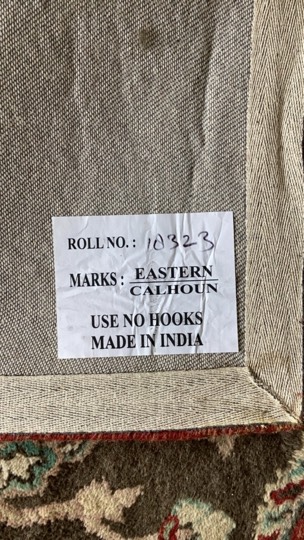 ROLL NO. : 10323
MARKS : EASTERN
CALHOUN
USE NO HOOKS
MADE IN INDIA